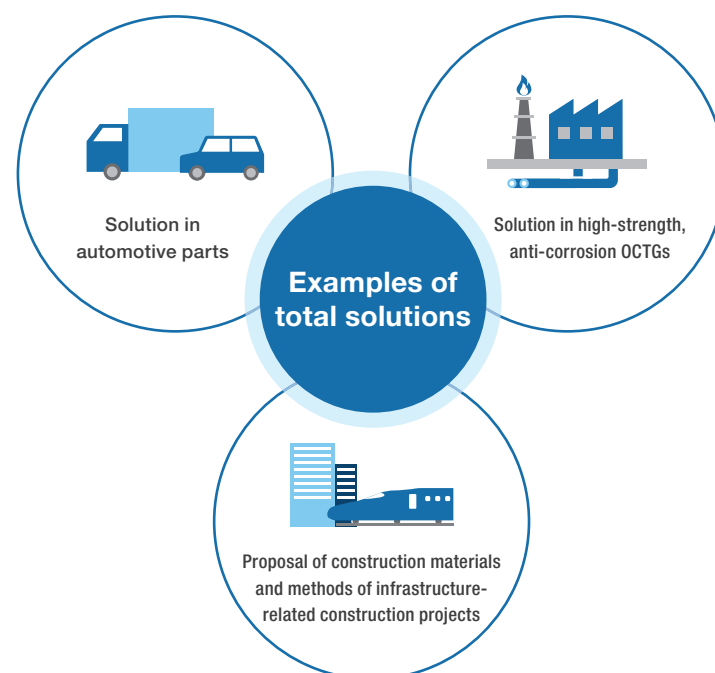 Solution in
automotive parts
Solution in high-strength,
anti-corrosion OCTGs
Examples of
total solutions
Proposal of construction materials
and methods of infrastructure-
related construction projects